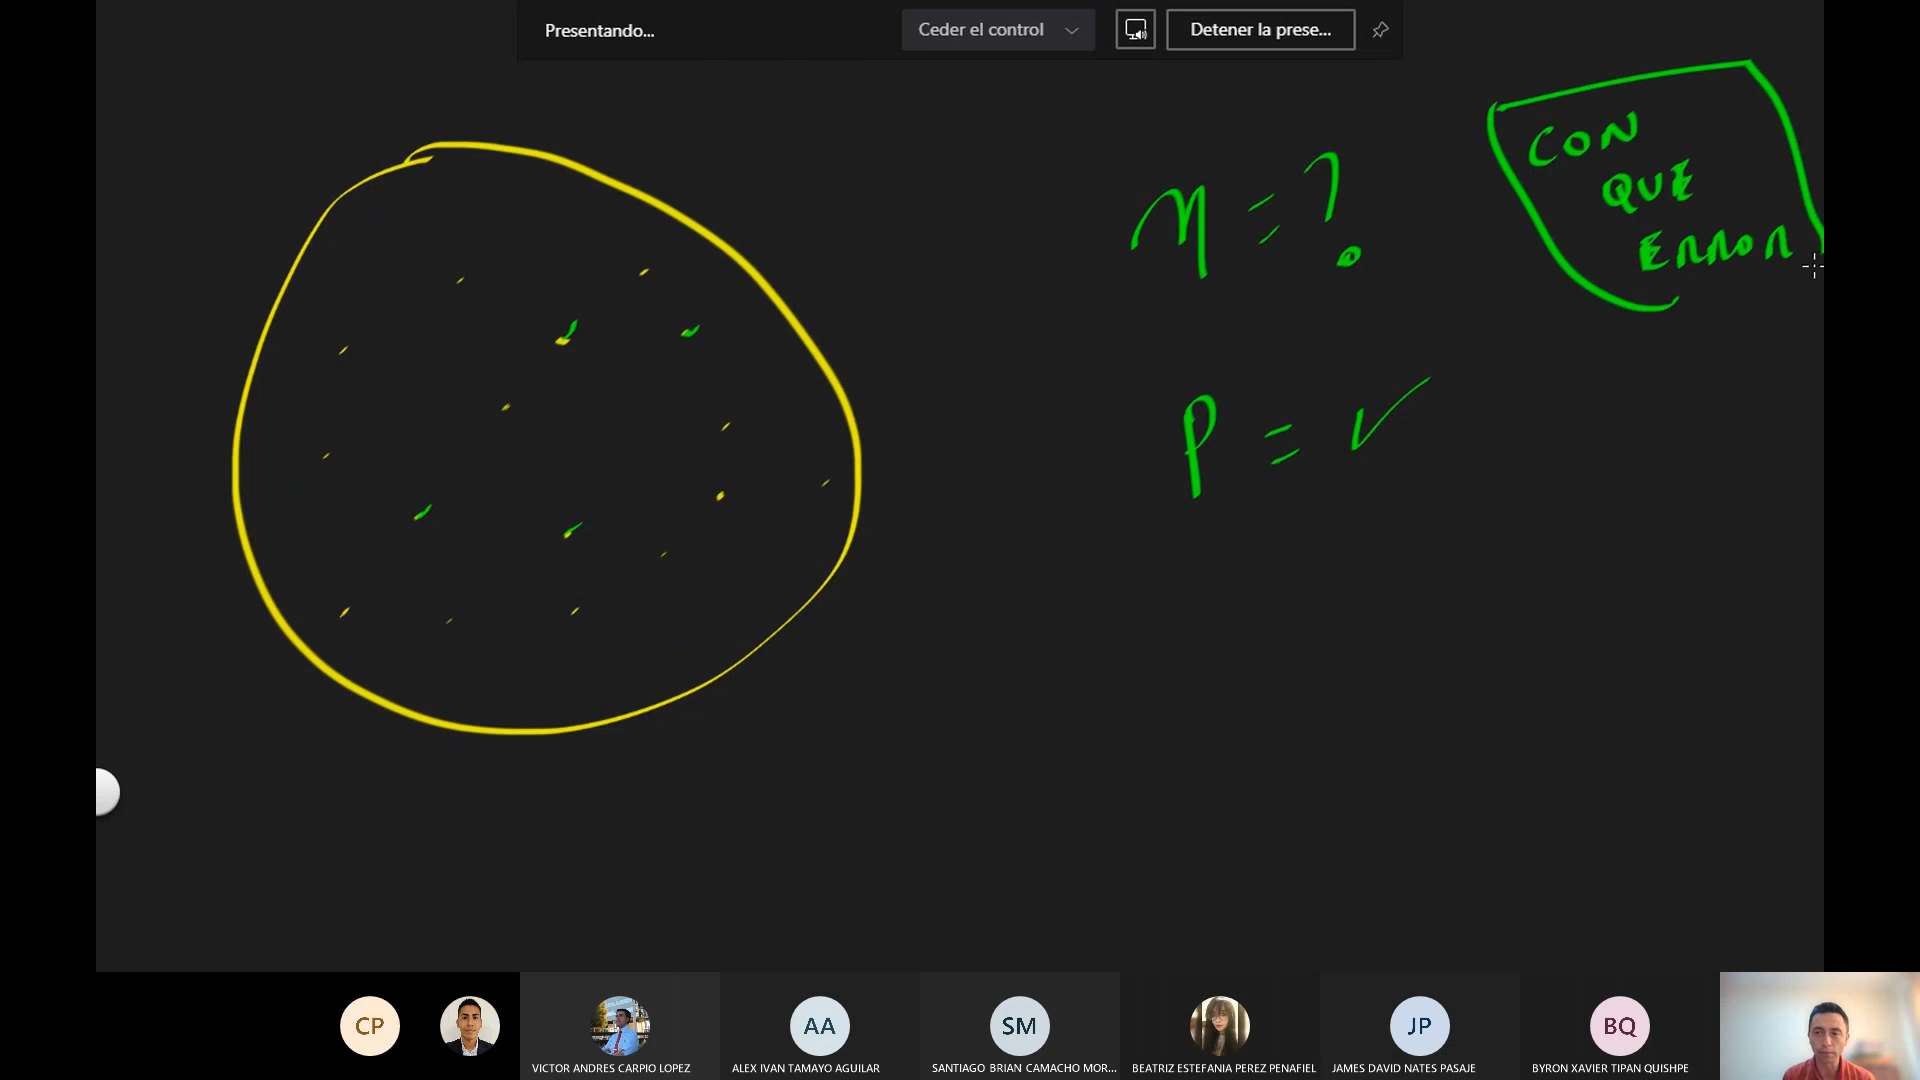 Presentando...
Ceder el control
Detener la prese...
CON
QUE
ERROR
n = ?
P = ✓
CP
AA
SM
JP
BQ
VICTOR ANDRES CARPIO LOPEZ
ALEX IVAN TAMAYO AGUILAR
SANTIAGO BRIAN CAMACHO MOR...
BEATRIZ ESTEFANIA PEREZ PENAFIEL
JAMES DAVID NATES PASAJE
BYRON XAVIER TIPAN QUISHPE